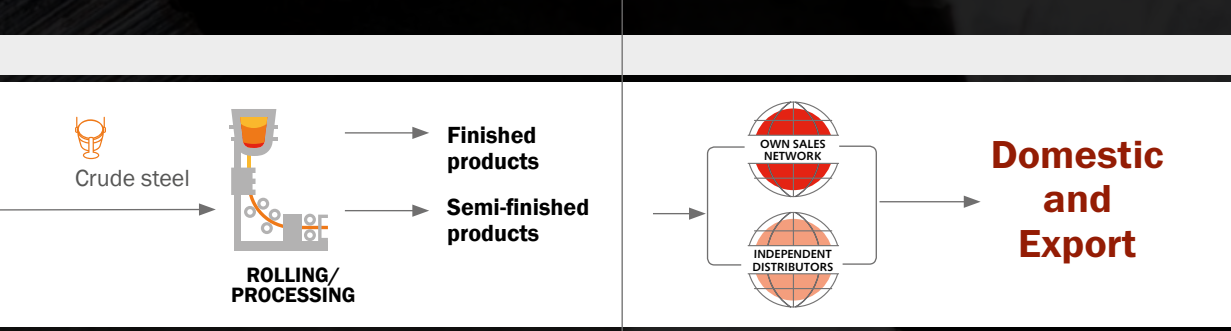 Crude steel
ROLLING/
PROCESSING
Finished
products
Semi-finished
products
OWN SALES
NETWORK
INDEPENDENT
DISTRIBUTORS
Domestic
and
Export